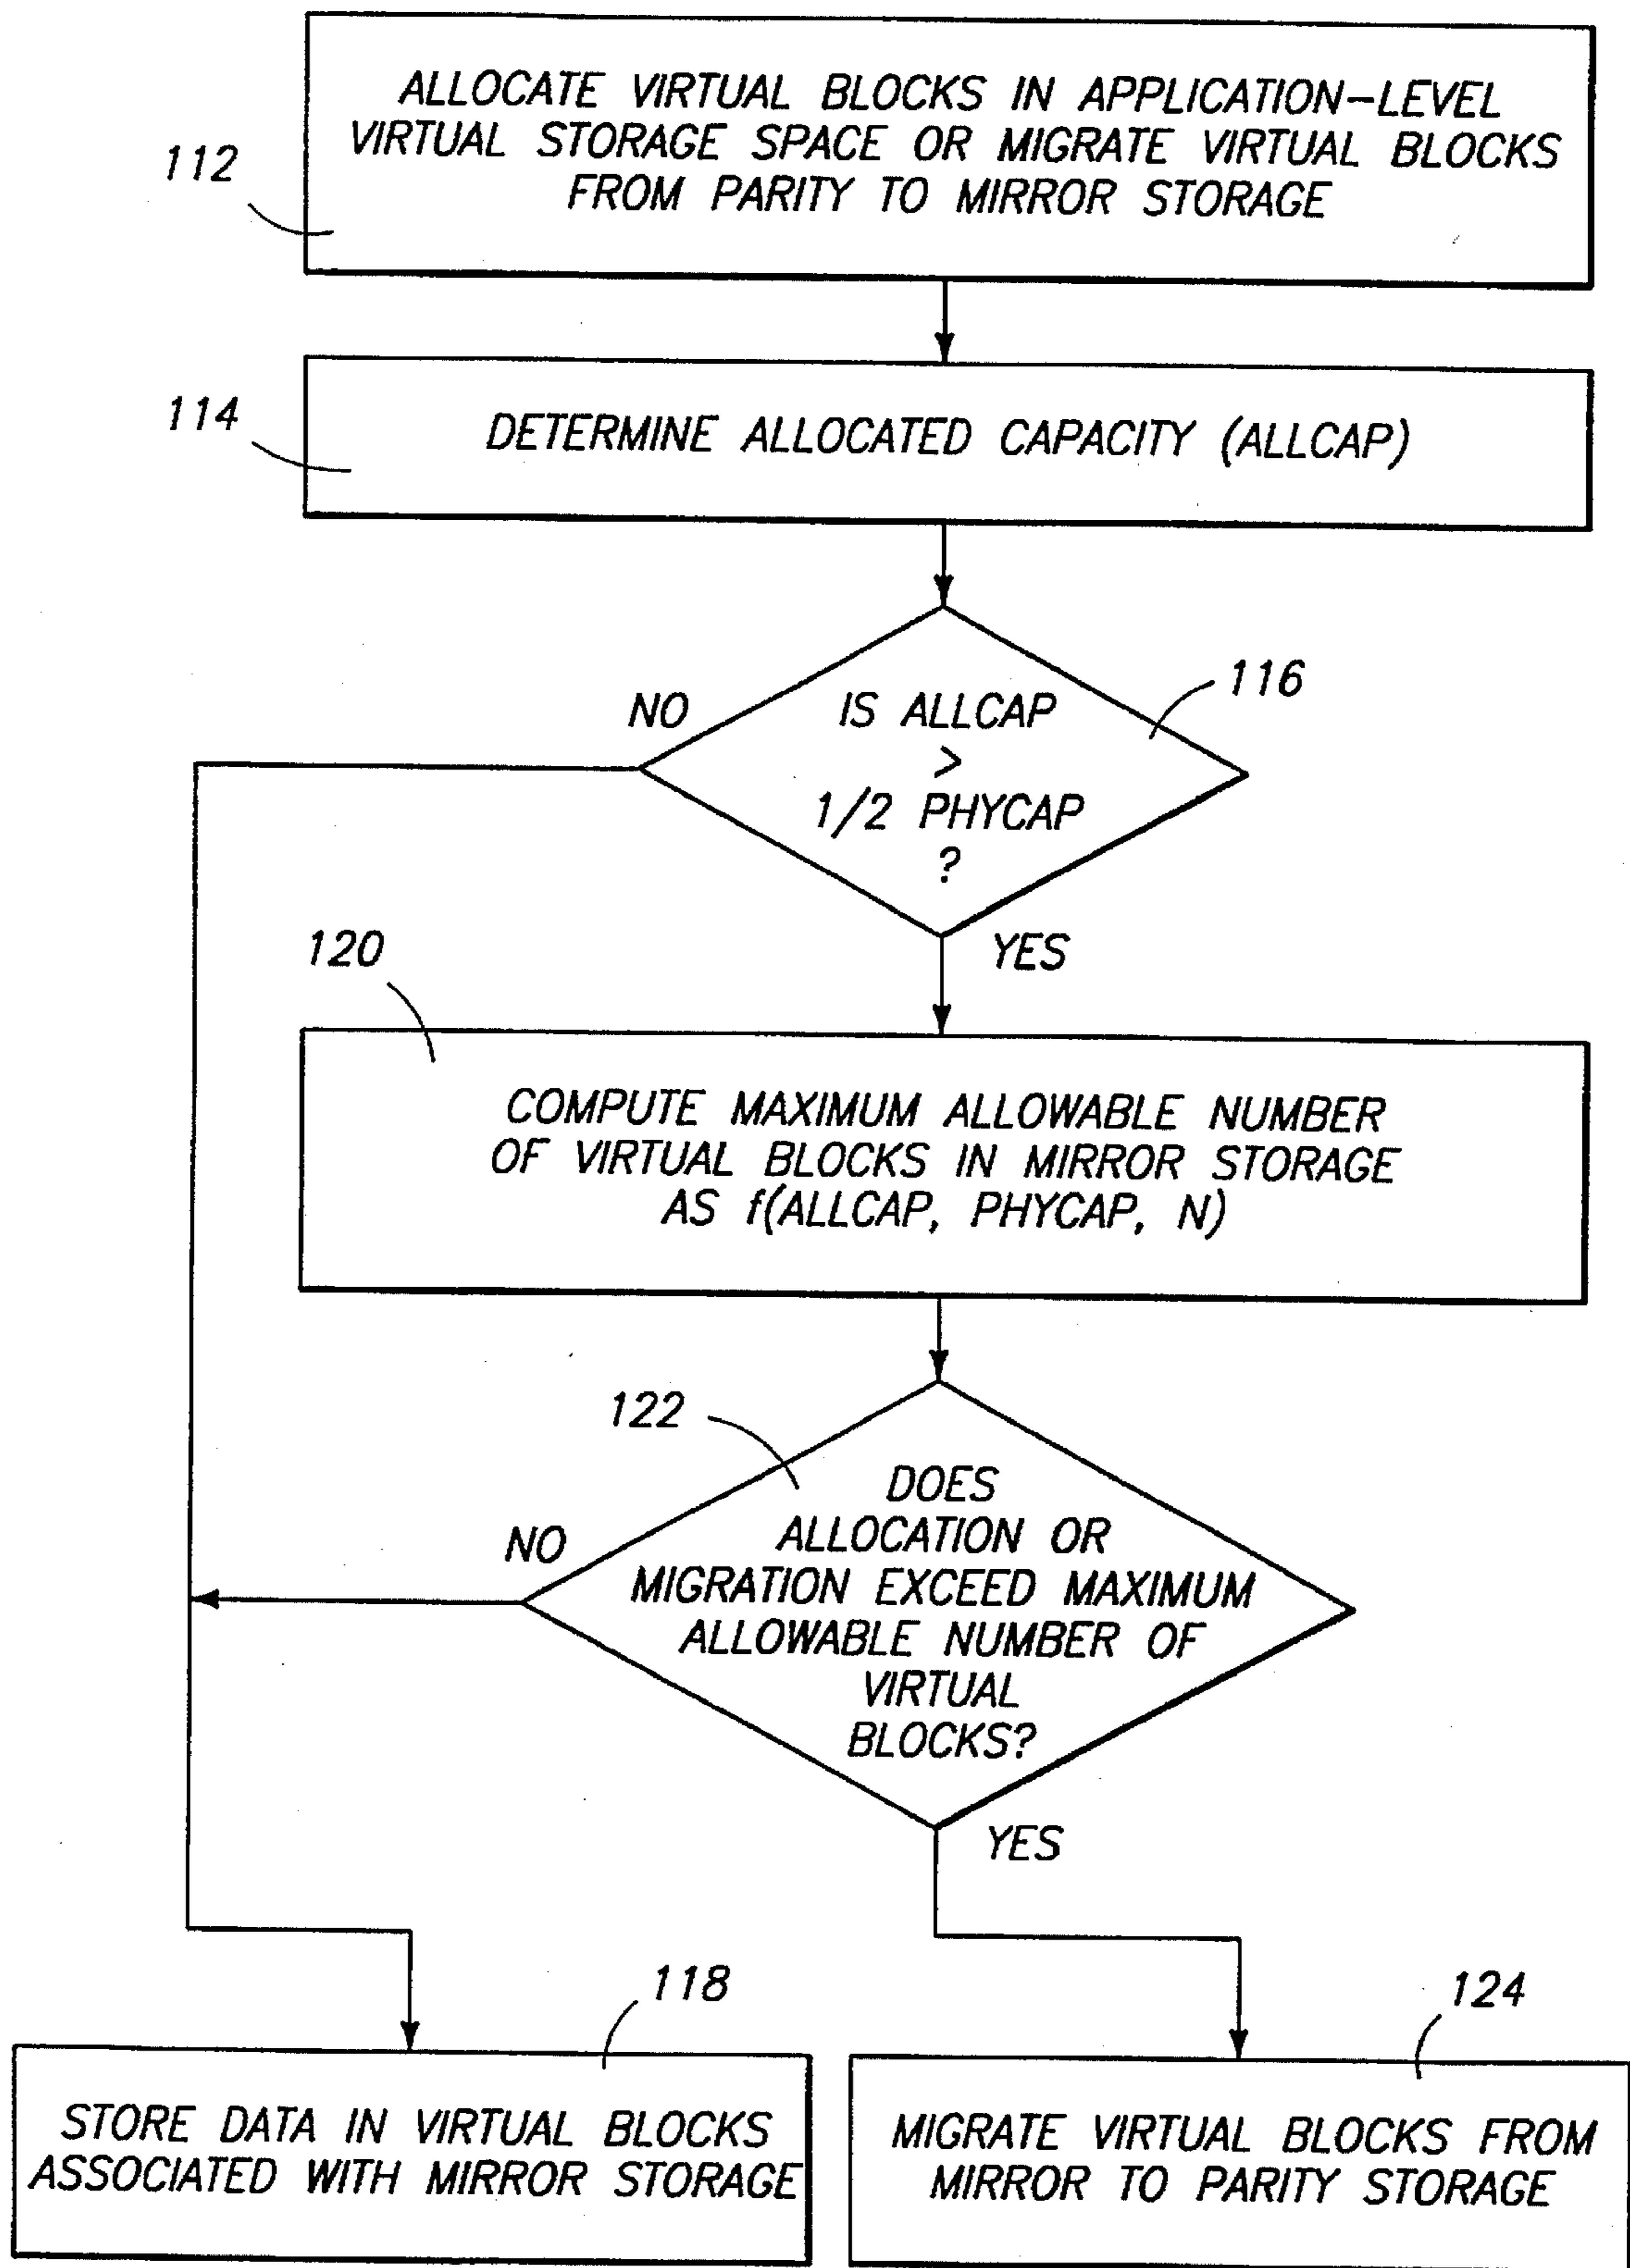 ALLOCATE VIRTUAL BLOCKS IN APPLICATION-LEVEL
VIRTUAL STORAGE SPACE OR MIGRATE VIRTUAL BLOCKS
FROM PARITY TO MIRROR STORAGE
112
DETERMINE ALLOCATED CAPACITY (ALLCAP)
114
116
NO
IS ALLCAP
>
1/2 PHYCAP
?
YES
120
COMPUTE MAXIMUM ALLOWABLE NUMBER
OF VIRTUAL BLOCKS IN MIRROR STORAGE
AS f(ALLCAP, PHYCAP, N)
122
NO
DOES
ALLOCATION OR
MIGRATION EXCEED MAXIMUM
ALLOWABLE NUMBER OF
VIRTUAL
BLOCKS?
YES
118
STORE DATA IN VIRTUAL BLOCKS
ASSOCIATED WITH MIRROR STORAGE
124
MIGRATE VIRTUAL BLOCKS FROM
MIRROR TO PARITY STORAGE